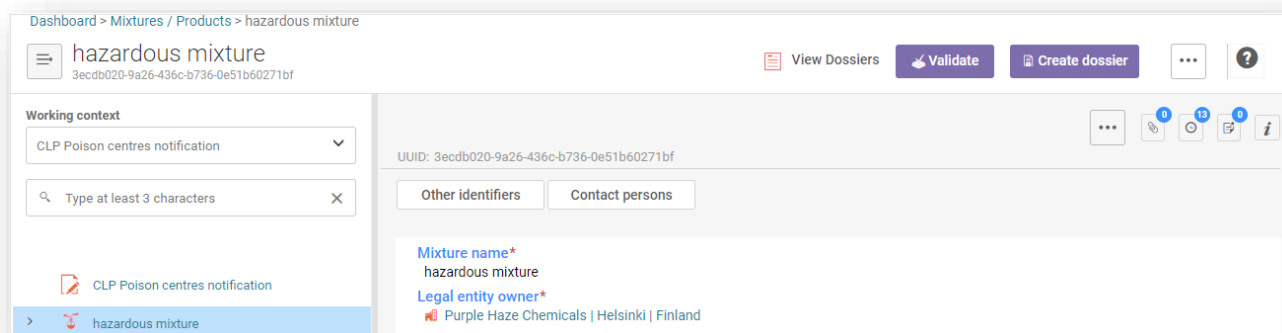 Dashboard > Mixtures / Products > hazardous mixture
hazardous mixture
3ecdb020-9a26-436c-b736-0e51b60271bf
View Dossiers
Validate
Create dossier
?
Working context
CLP Poison centres notification
Type at least 3 characters
CLP Poison centres notification
hazardous mixture
0
13
0
i
UUID: 3ecdb020-9a26-436c-b736-0e51b60271bf
Other identifiers
Contact persons
Mixture name*
hazardous mixture
Legal entity owner*
Purple Haze Chemicals | Helsinki | Finland